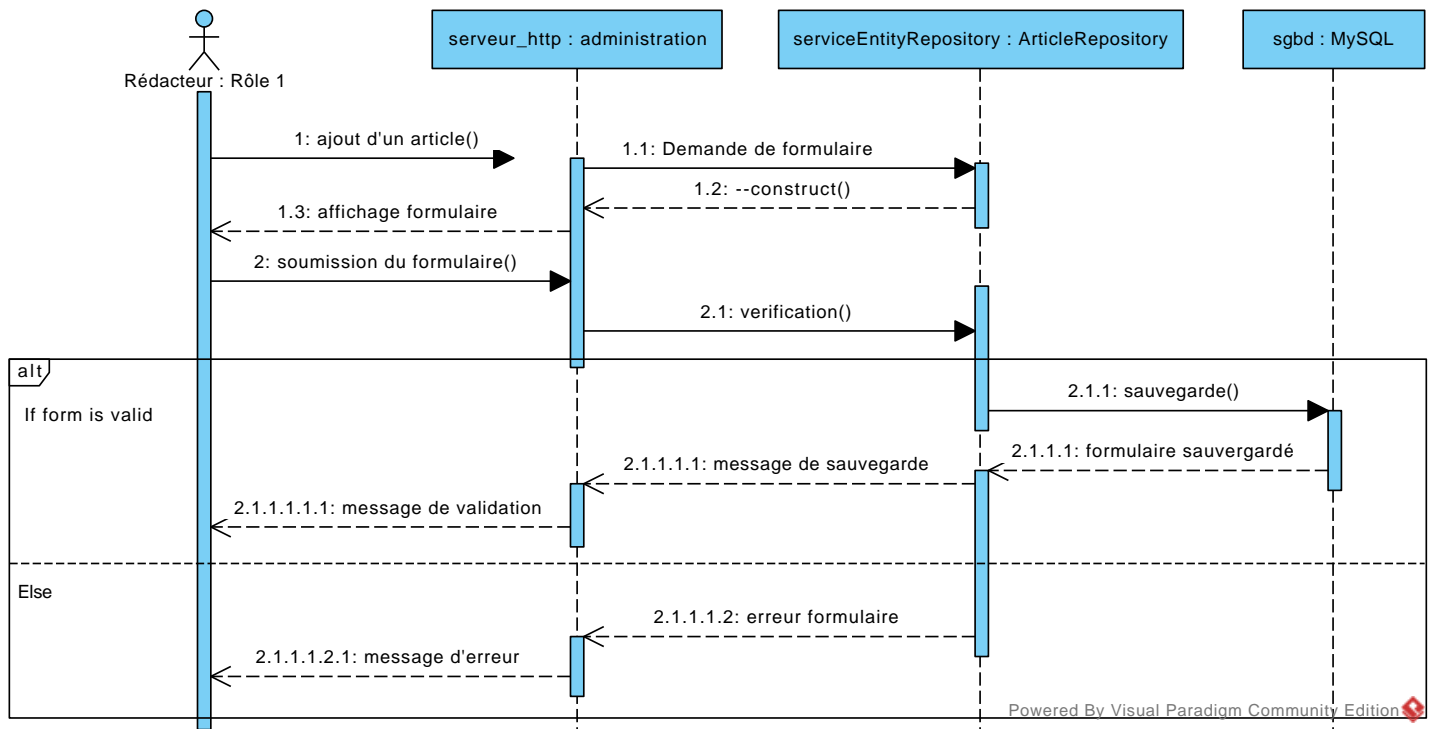 serveur_http : administration
serviceEntityRepository : ArticleRepository
sgbd : MySQL
Rédacteur : Rôle 1
1: ajout d'un article()
1.1: Demande de formulaire
1.2: --construct()
1.3: affichage formulaire
2: soumission du formulaire()
2.1: verification()
alt
If form is valid
2.1.1: sauvegarde()
2.1.1.1: formulaire sauvergardé
2.1.1.1.1: message de sauvegarde
2.1.1.1.1.1: message de validation
Else
2.1.1.1.2: erreur formulaire
2.1.1.1.2.1: message d'erreur
Powered By Visual Paradigm Community Edition